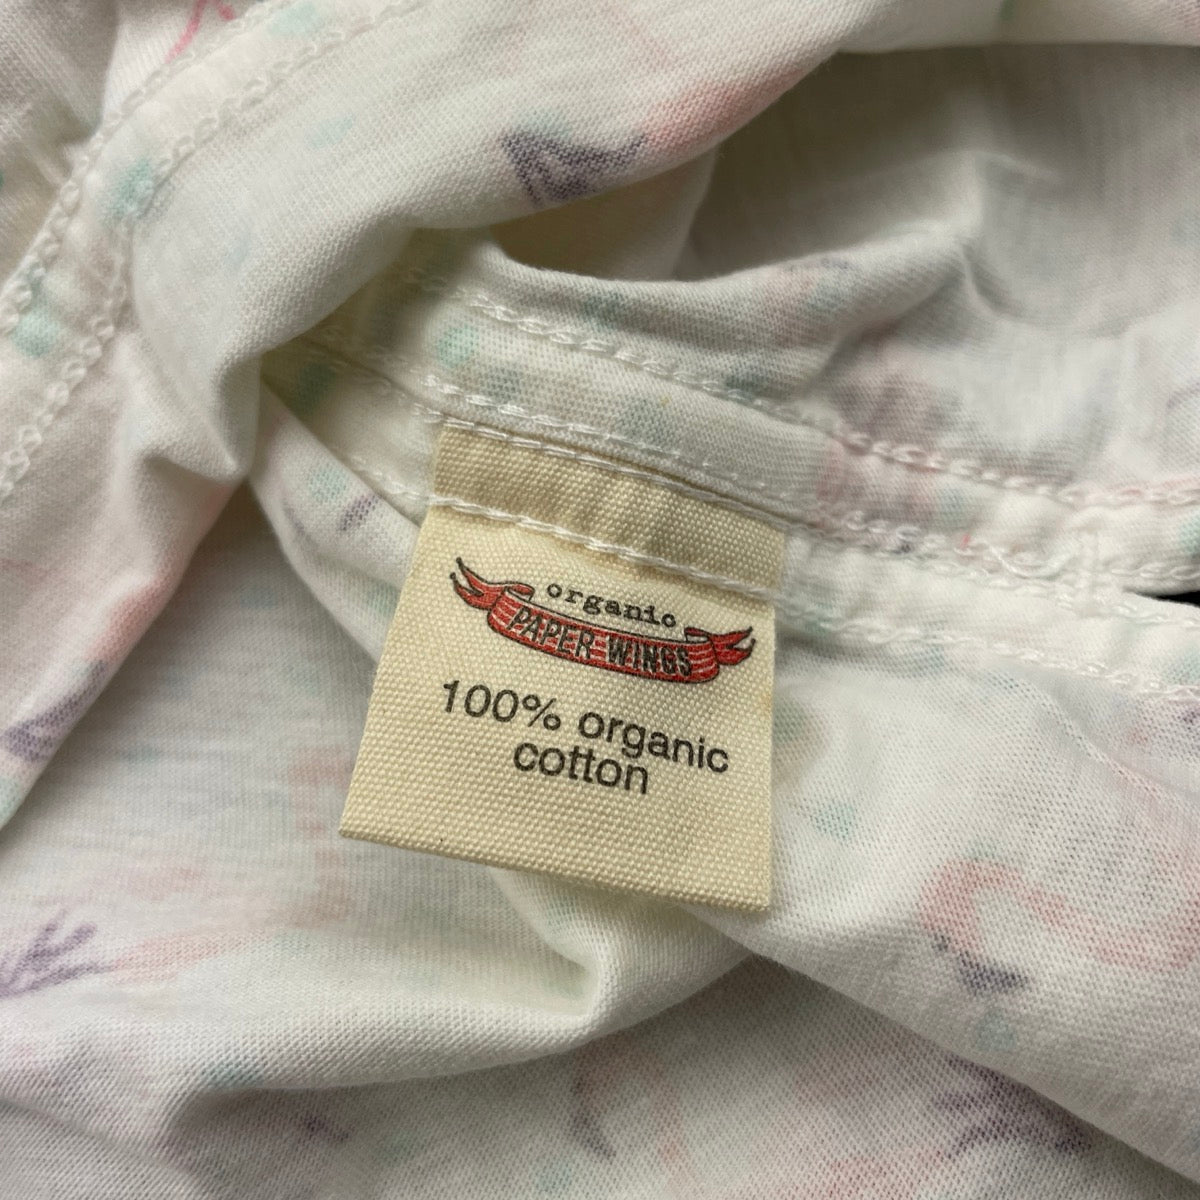 organic
PAPER WINGS
100% organic
cotton